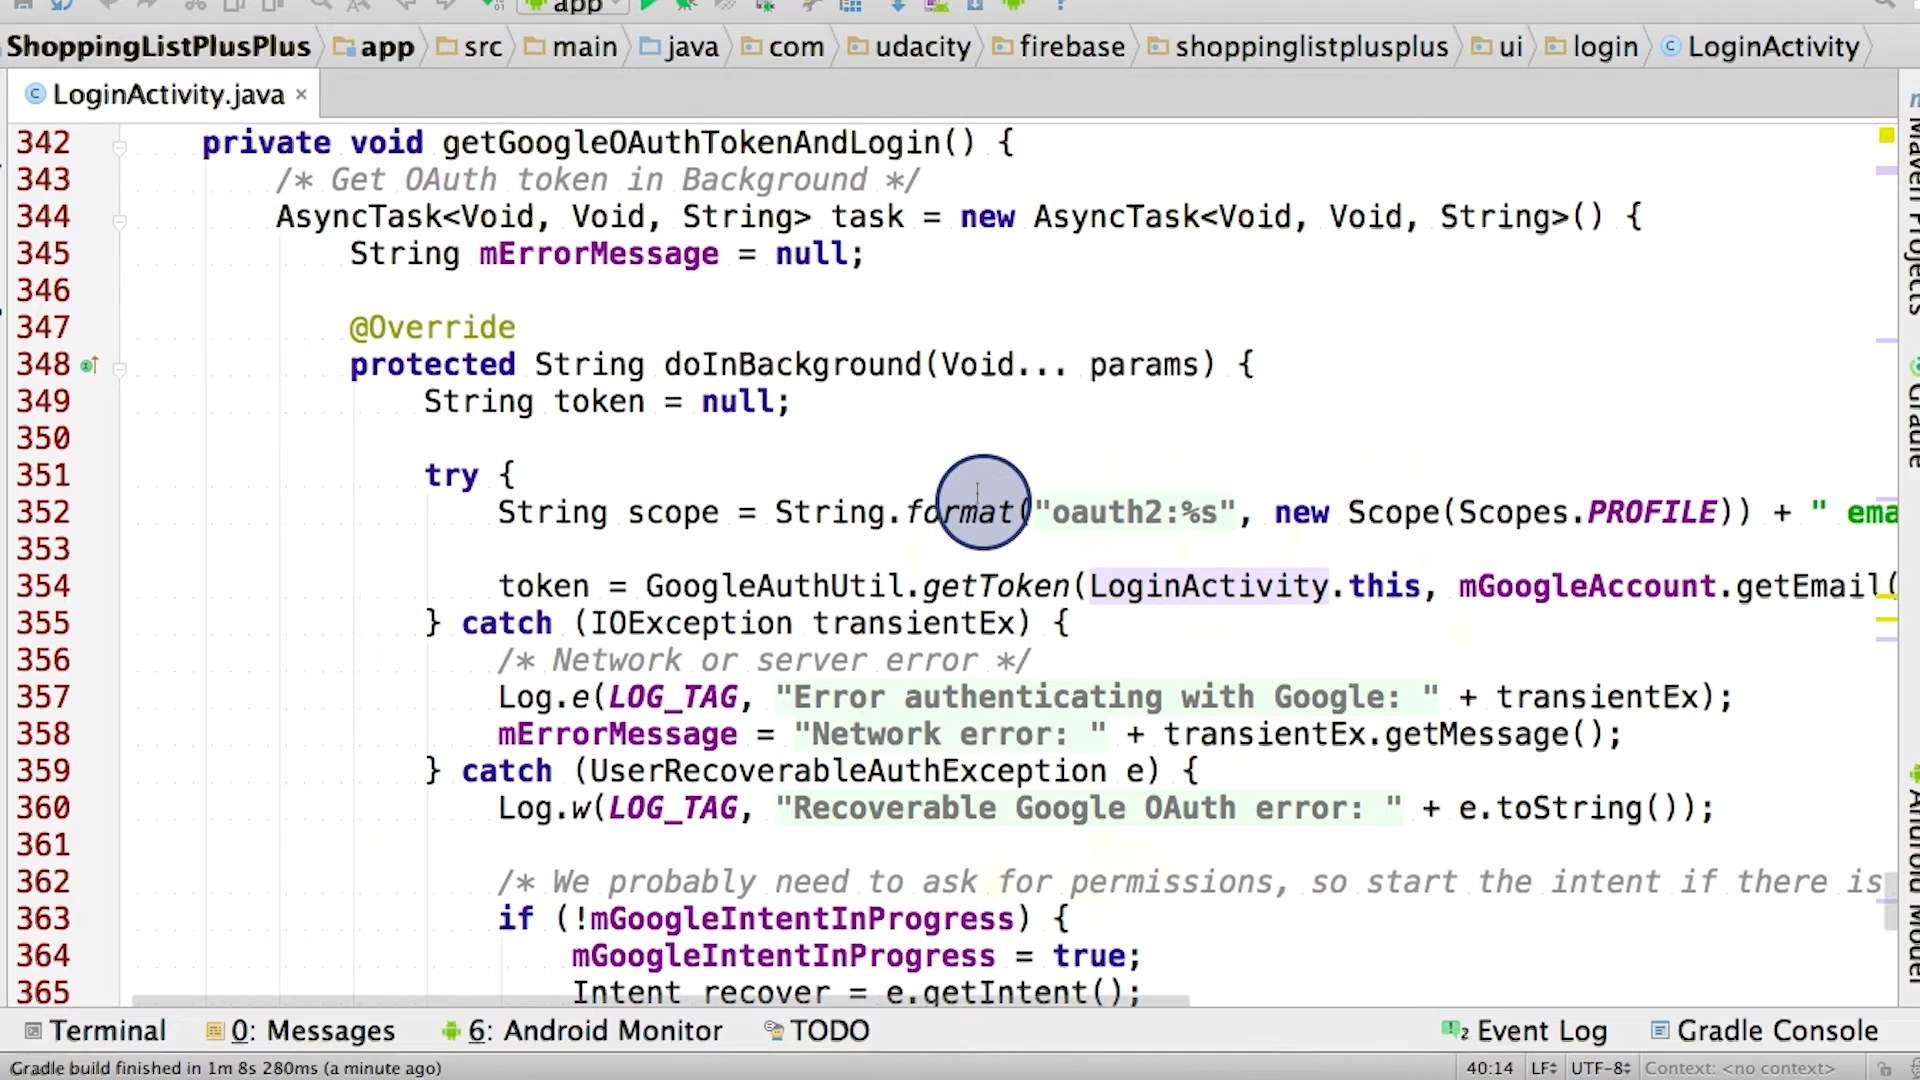 app
ShoppingListPlusPlus app src main java com udacity firebase shoppinglistplusplus ui login LoginActivity
LoginActivity.java
342 private void getGoogleOAuthTokenAndLogin() {
343 /* Get OAuth token in Background */
344 AsyncTask<Void, Void, String> task = new AsyncTask<Void, Void, String>() {
345 String mErrorMessage = null;
346
347 @Override
348 protected String doInBackground(Void... params) {
349 String token = null;
350
351 try {
352 String scope = String.format("oauth2:%s", new Scope(Scopes.PROFILE)) + " ema
353
354 token = GoogleAuthUtil.getToken(LoginActivity.this, mGoogleAccount.getEmail(
355 } catch (IOException transientEx) {
356 /* Network or server error */
357 Log.e(LOG_TAG, "Error authenticating with Google: " + transientEx);
358 mErrorMessage = "Network error: " + transientEx.getMessage();
359 } catch (UserRecoverableAuthException e) {
360 Log.w(LOG_TAG, "Recoverable Google OAuth error: " + e.toString());
361
362 /* We probably need to ask for permissions, so start the intent if there is
363 if (!mGoogleIntentInProgress) {
364 mGoogleIntentInProgress = true;
365 Intent recover = e.getIntent();
Maven Projects
Gradle
Android Model
Terminal 0: Messages 6: Android Monitor TODO 2 Event Log Gradle Console
Gradle build finished in 1m 8s 280ms (a minute ago) 40:14 LF UTF-8 Context: <no context>